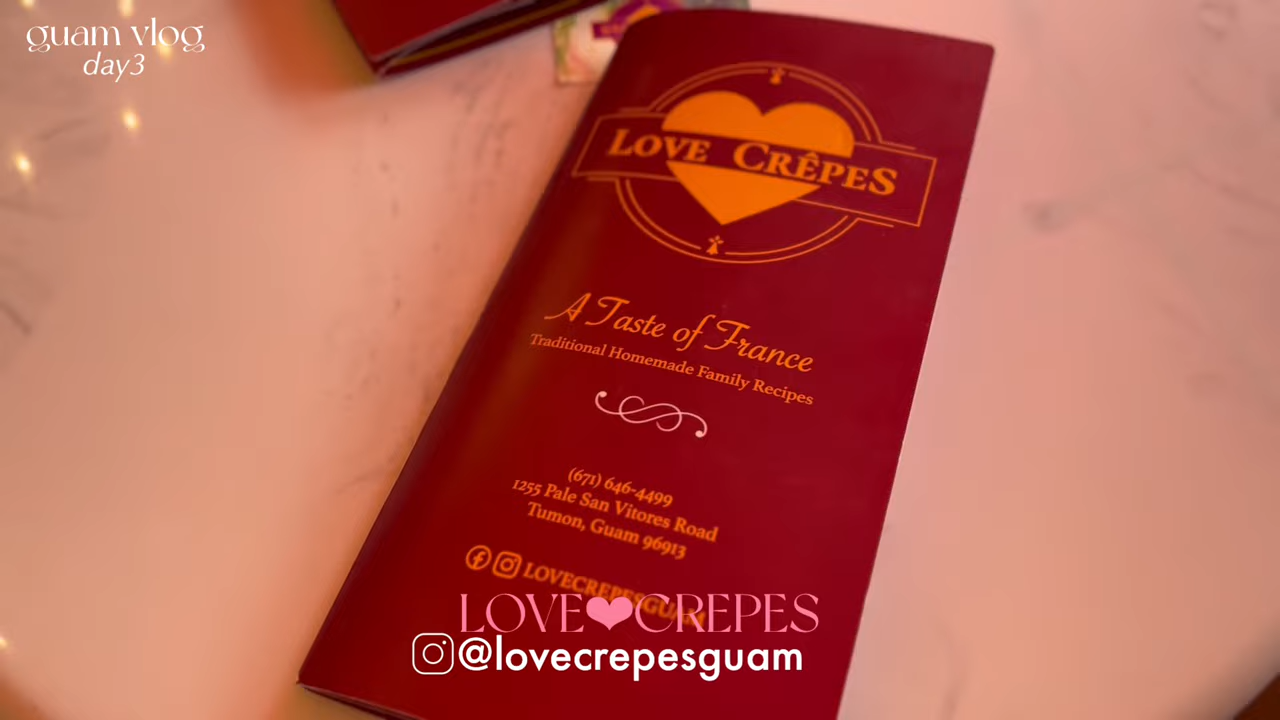 guam vlog
day3
LOVE CRÊPES
A Taste of France
Traditional Homemade Family Recipes
(671) 646-4499
1255 Pale San Vitores Road
Tumon, Guam 96913
LOVECREPESGUAM
LOVE❤CREPES
@lovecrepesguam